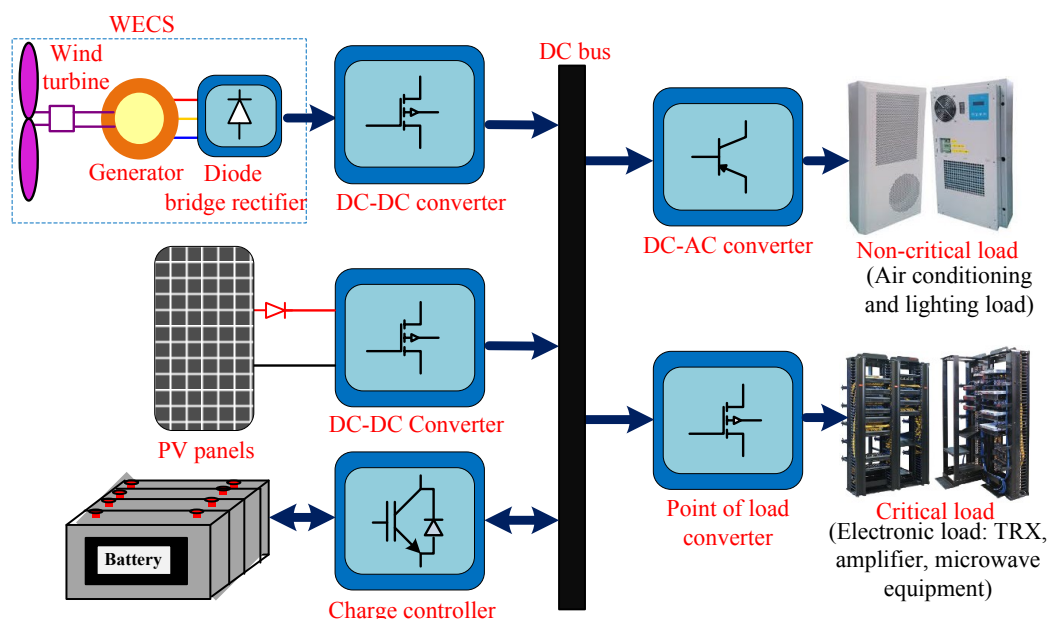 WECS
Wind
turbine
Generator
Diode
bridge rectifier
DC-DC converter
DC bus
DC-AC converter
Non-critical load
(Air conditioning
and lighting load)
PV panels
DC-DC Converter
Point of load
converter
Critical load
(Electronic load: TRX,
amplifier, microwave
equipment)
Battery
Charge controller